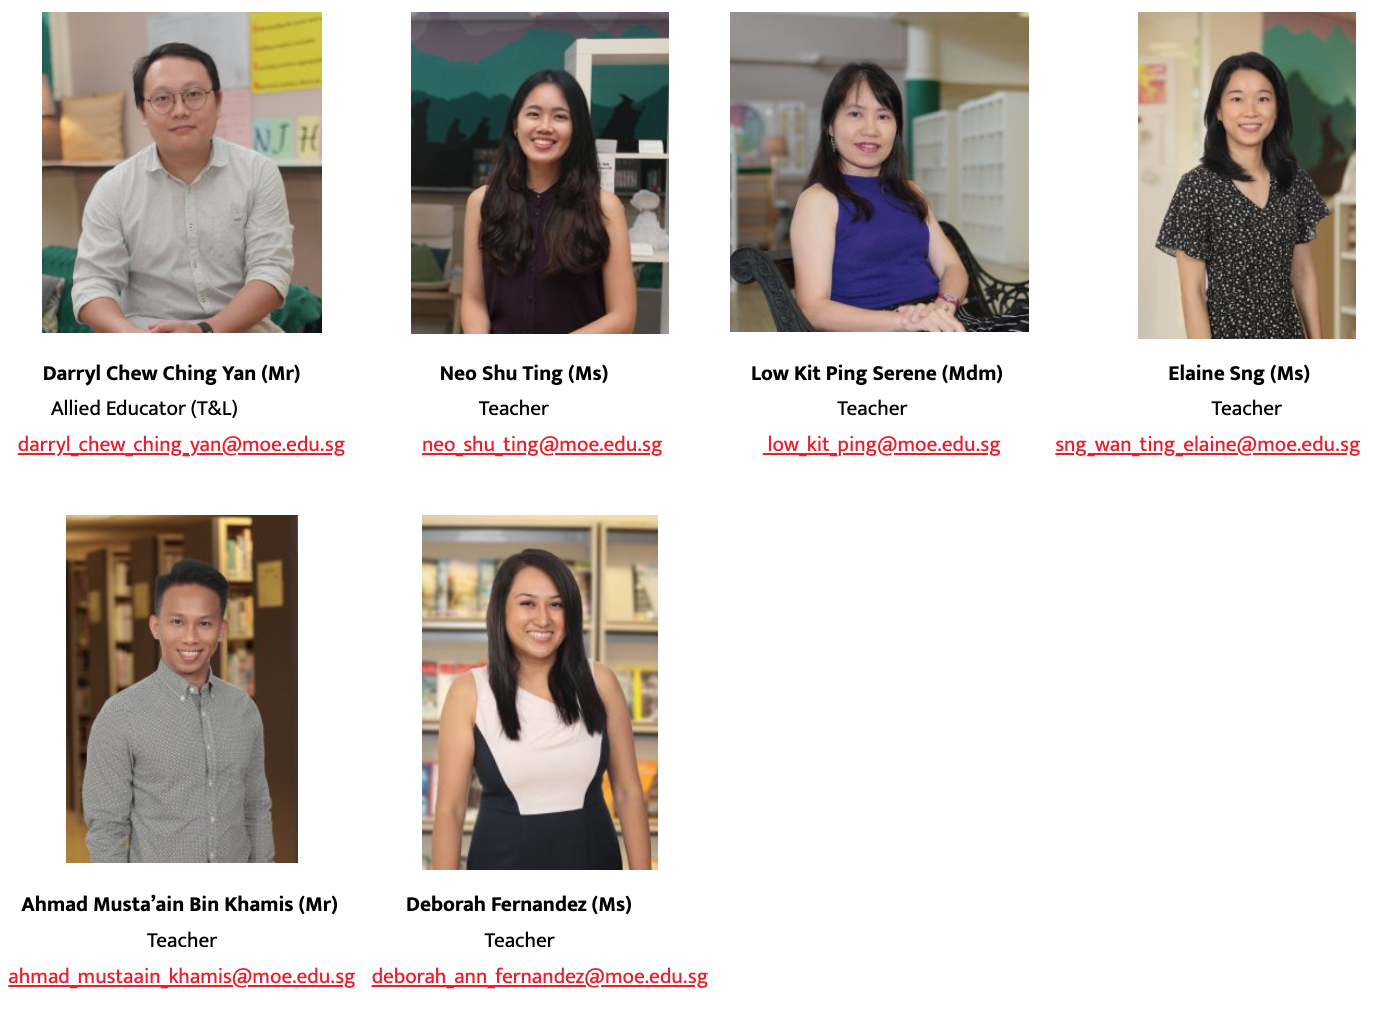 NJH
Darryl Chew Ching Yan (Mr)
Allied Educator (T&L)
darryl_chew_ching_yan@moe.edu.sg
Neo Shu Ting (Ms)
Teacher
neo_shu_ting@moe.edu.sg
Low Kit Ping Serene (Mdm)
Teacher
low_kit_ping@moe.edu.sg
Elaine Sng (Ms)
Teacher
sng_wan_ting_elaine@moe.edu.sg
Ahmad Musta’ain Bin Khamis (Mr)
Teacher
ahmad_mustaain_khamis@moe.edu.sg
Deborah Fernandez (Ms)
Teacher
deborah_ann_fernandez@moe.edu.sg